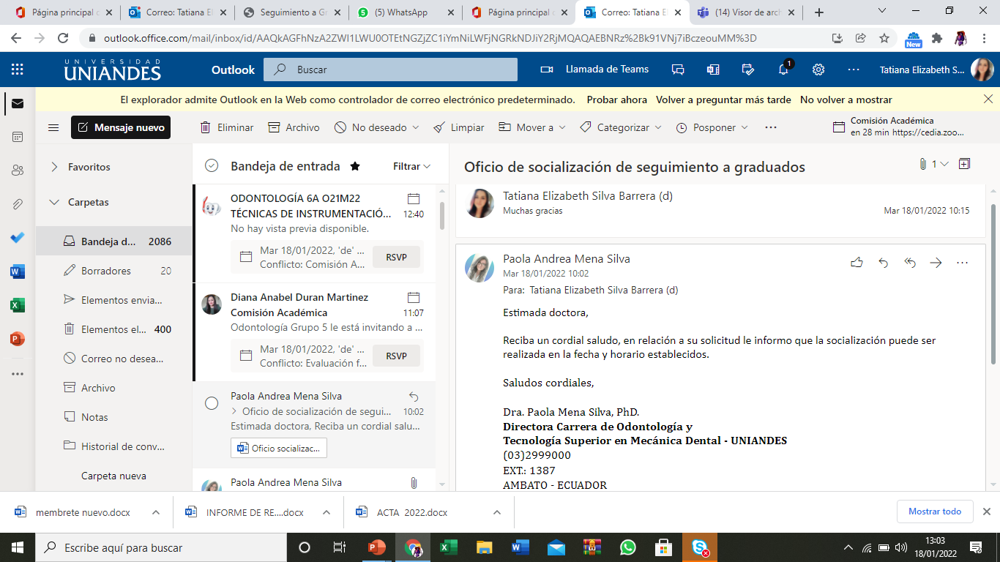 Página principal d
Correo: Tatiana El
Seguimiento a Gr
(5) WhatsApp
Página principal d
Correo: Tatiana El
(14) Visor de arch
outlook.office.com/mail/inbox/id/AAQkAGFhNzA2ZWI1LWU0OTEtNGZjZC1iYmNiLWFjNGRkNDJiY2RjMQAQAEBNRz%2Bk91VNj7iBczeouMM%3D
New
UNIVERSIDAD
UNIANDES
Outlook
Buscar
Llamada de Teams
1
Tatiana Elizabeth S...
El explorador admite Outlook en la Web como controlador de correo electrónico predeterminado. Probar ahora Volver a preguntar más tarde No volver a mostrar
Mensaje nuevo
Eliminar
Archivo
No deseado
Limpiar
Mover a
Categorizar
Posponer
Comisión Académica
en 28 min https://cedia.zoo...
Favoritos
Carpetas
Bandeja d... 2086
Borradores 20
Elementos envia...
Elementos el... 400
Correo no desea...
Archivo
Notas
Historial de conv...
Carpeta nueva
Bandeja de entrada
Filtrar
ODONTOLOGÍA 6A O21M22
TÉCNICAS DE INSTRUMENTACIÓ... 12:40
No hay vista previa disponible.
Mar 18/01/2022, 'de' ...
Conflicto: Comisión A...
RSVP
Diana Anabel Duran Martinez
Comisión Académica 11:07
Odontología Grupo 5 le está invitando a ...
Mar 18/01/2022, 'de' ...
Conflicto: Evaluación f...
RSVP
Paola Andrea Mena Silva
Oficio de socialización de segui... 10:02
Estimada doctora, Reciba un cordial salu...
Oficio socializac...
Paola Andrea Mena Silva
Oficio de socialización de seguimiento a graduados
1
Tatiana Elizabeth Silva Barrera (d)
Muchas gracias
Mar 18/01/2022 10:15
Paola Andrea Mena Silva
Mar 18/01/2022 10:02
Para: Tatiana Elizabeth Silva Barrera (d)
Estimada doctora,
Reciba un cordial saludo, en relación a su solicitud le informo que la socialización puede ser
realizada en la fecha y horario establecidos.
Saludos cordiales,
Dra. Paola Mena Silva, PhD.
Directora Carrera de Odontología y
Tecnología Superior en Mecánica Dental - UNIANDES
(03)2999000
EXT.: 1387
AMBATO - ECUADOR
membrete nuevo.docx
INFORME DE RE....docx
ACTA 2022.docx
Mostrar todo
Escribe aquí para buscar
13:03
18/01/2022